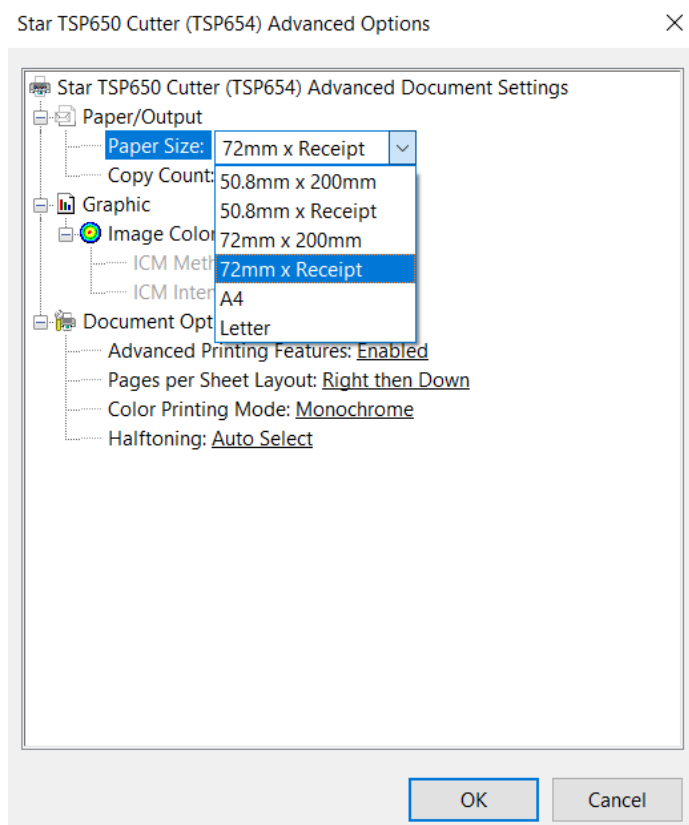 Star TSP650 Cutter (TSP654) Advanced Options
Star TSP650 Cutter (TSP654) Advanced Document Settings
Paper/Output
Paper Size: 72mm x Receipt
Copy Count:
50.8mm x 200mm
50.8mm x Receipt
72mm x 200mm
72mm x Receipt
A4
Letter
Graphic
Image Color
ICM Meth
ICM Inter
Document Opt
Advanced Printing Features: Enabled
Pages per Sheet Layout: Right then Down
Color Printing Mode: Monochrome
Halftoning: Auto Select
OK
Cancel